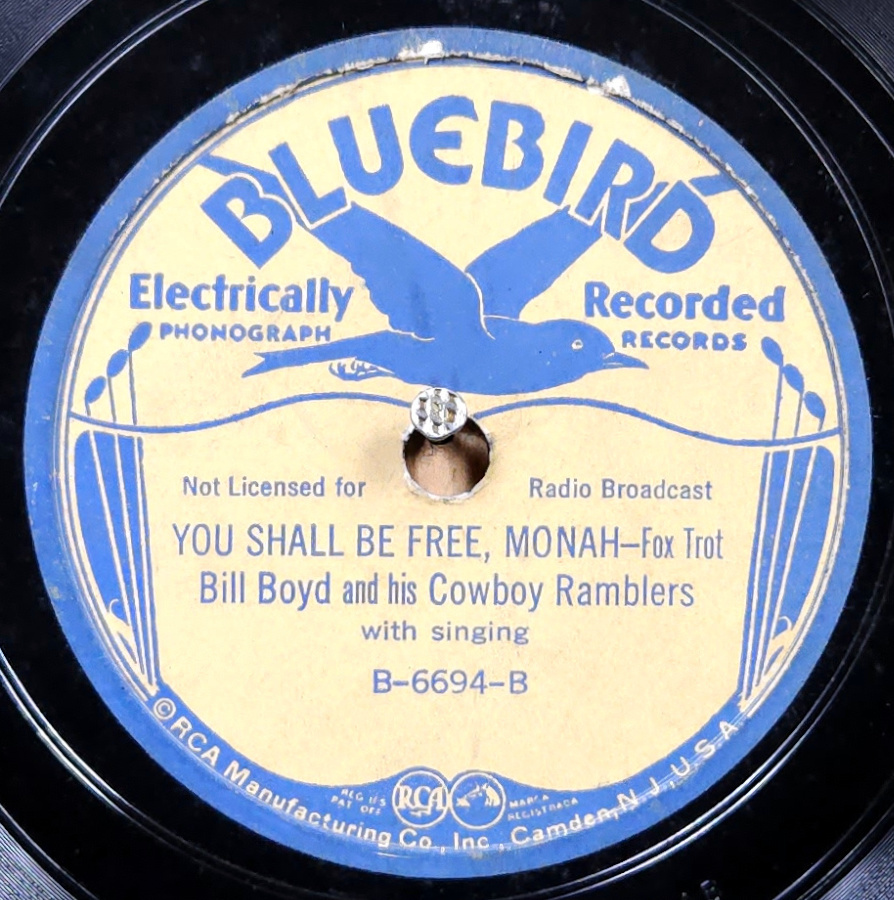 BLUEBIRD
Electrically Recorded
PHONOGRAPH RECORDS
Not Licensed for Radio Broadcast
YOU SHALL BE FREE, MONAH–Fox Trot
Bill Boyd and his Cowboy Ramblers
with singing
B–6694–B
REG U S MARCA
PAT OFF RCA REGISTRADA
© RCA Manufacturing Co., Inc., Camden, N. J., U.S.A.